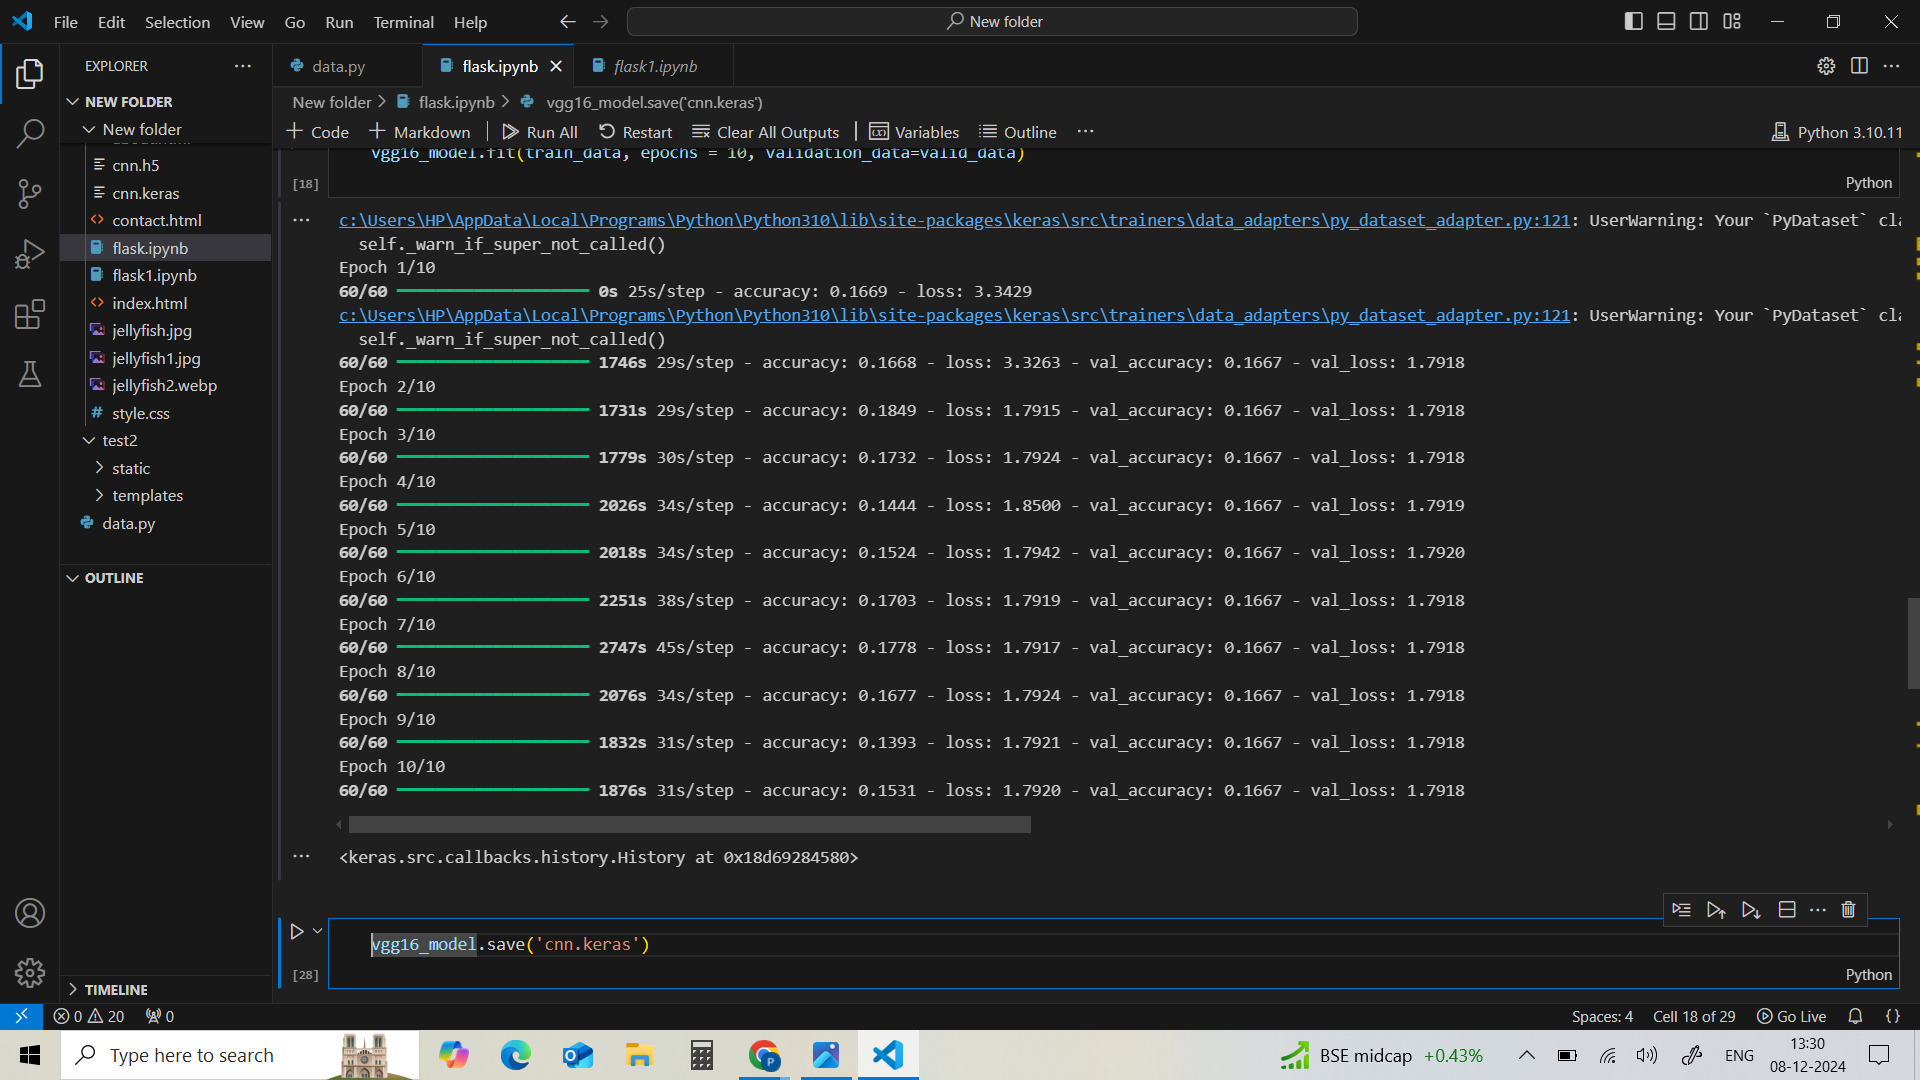 File Edit Selection View Go Run Terminal Help
New folder
EXPLORER
NEW FOLDER
New folder
cnn.h5
cnn.keras
contact.html
flask.ipynb
flask1.ipynb
index.html
jellyfish.jpg
jellyfish1.jpg
jellyfish2.webp
# style.css
test2
static
templates
data.py
OUTLINE
TIMELINE
data.py flask.ipynb flask1.ipynb
New folder > flask.ipynb > vgg16_model.save('cnn.keras')
+ Code + Markdown Run All Restart Clear All Outputs Variables Outline ... Python 3.10.11
vgg16_model.fit(train_data, epochs = 10, validation_data=valid_data)
[18] Python
c:\Users\HP\AppData\Local\Programs\Python\Python310\lib\site-packages\keras\src\trainers\data_adapters\py_dataset_adapter.py:121: UserWarning: Your `PyDataset` cla
self._warn_if_super_not_called()
Epoch 1/10
60/60 0s 25s/step - accuracy: 0.1669 - loss: 3.3429
c:\Users\HP\AppData\Local\Programs\Python\Python310\lib\site-packages\keras\src\trainers\data_adapters\py_dataset_adapter.py:121: UserWarning: Your `PyDataset` cla
self._warn_if_super_not_called()
60/60 1746s 29s/step - accuracy: 0.1668 - loss: 3.3263 - val_accuracy: 0.1667 - val_loss: 1.7918
Epoch 2/10
60/60 1731s 29s/step - accuracy: 0.1849 - loss: 1.7915 - val_accuracy: 0.1667 - val_loss: 1.7918
Epoch 3/10
60/60 1779s 30s/step - accuracy: 0.1732 - loss: 1.7924 - val_accuracy: 0.1667 - val_loss: 1.7918
Epoch 4/10
60/60 2026s 34s/step - accuracy: 0.1444 - loss: 1.8500 - val_accuracy: 0.1667 - val_loss: 1.7919
Epoch 5/10
60/60 2018s 34s/step - accuracy: 0.1524 - loss: 1.7942 - val_accuracy: 0.1667 - val_loss: 1.7920
Epoch 6/10
60/60 2251s 38s/step - accuracy: 0.1703 - loss: 1.7919 - val_accuracy: 0.1667 - val_loss: 1.7918
Epoch 7/10
60/60 2747s 45s/step - accuracy: 0.1778 - loss: 1.7917 - val_accuracy: 0.1667 - val_loss: 1.7918
Epoch 8/10
60/60 2076s 34s/step - accuracy: 0.1677 - loss: 1.7924 - val_accuracy: 0.1667 - val_loss: 1.7918
Epoch 9/10
60/60 1832s 31s/step - accuracy: 0.1393 - loss: 1.7921 - val_accuracy: 0.1667 - val_loss: 1.7918
Epoch 10/10
60/60 1876s 31s/step - accuracy: 0.1531 - loss: 1.7920 - val_accuracy: 0.1667 - val_loss: 1.7918
<keras.src.callbacks.history.History at 0x18d69284580>
vgg16_model.save('cnn.keras')
[28] Python
0 20 0 Spaces: 4 Cell 18 of 29 Go Live {}
Type here to search BSE midcap +0.43% ENG 13:30
08-12-2024